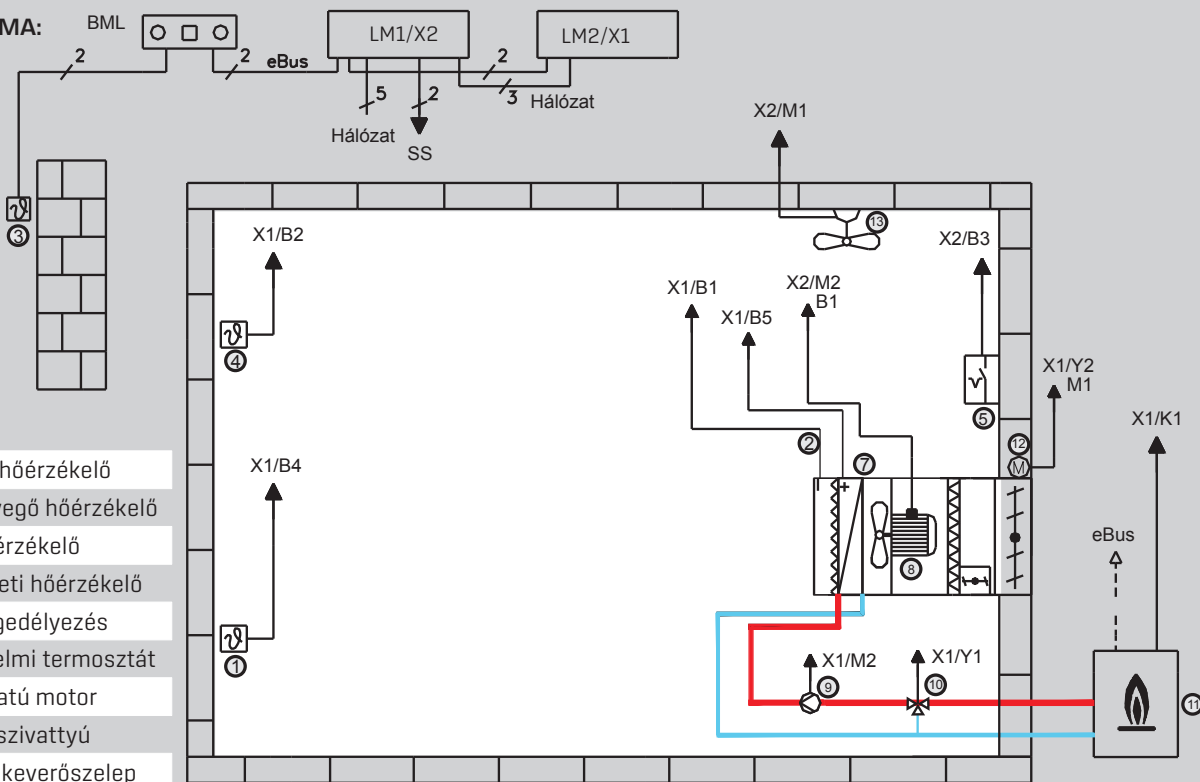 MA:
BML
LM1/X2
LM2/X1
2
2
eBus
2
3
Hálózat
5
2
Hálózat
SS
X2/M1
3
13
X1/B2
X2/B3
X1/B1
X2/M2
B1
X1/B5
4
X1/Y2
M1
5
X1/K1
2
12
7
M
hőérzékelő
X1/B4
egő hőérzékelő
érzékelő
eBus
eti hőérzékelő
8
gedélyezés
1
elmi termosztát
X1/M2
X1/Y1
9
10
atú motor
11
szivattyú
keverőszelep